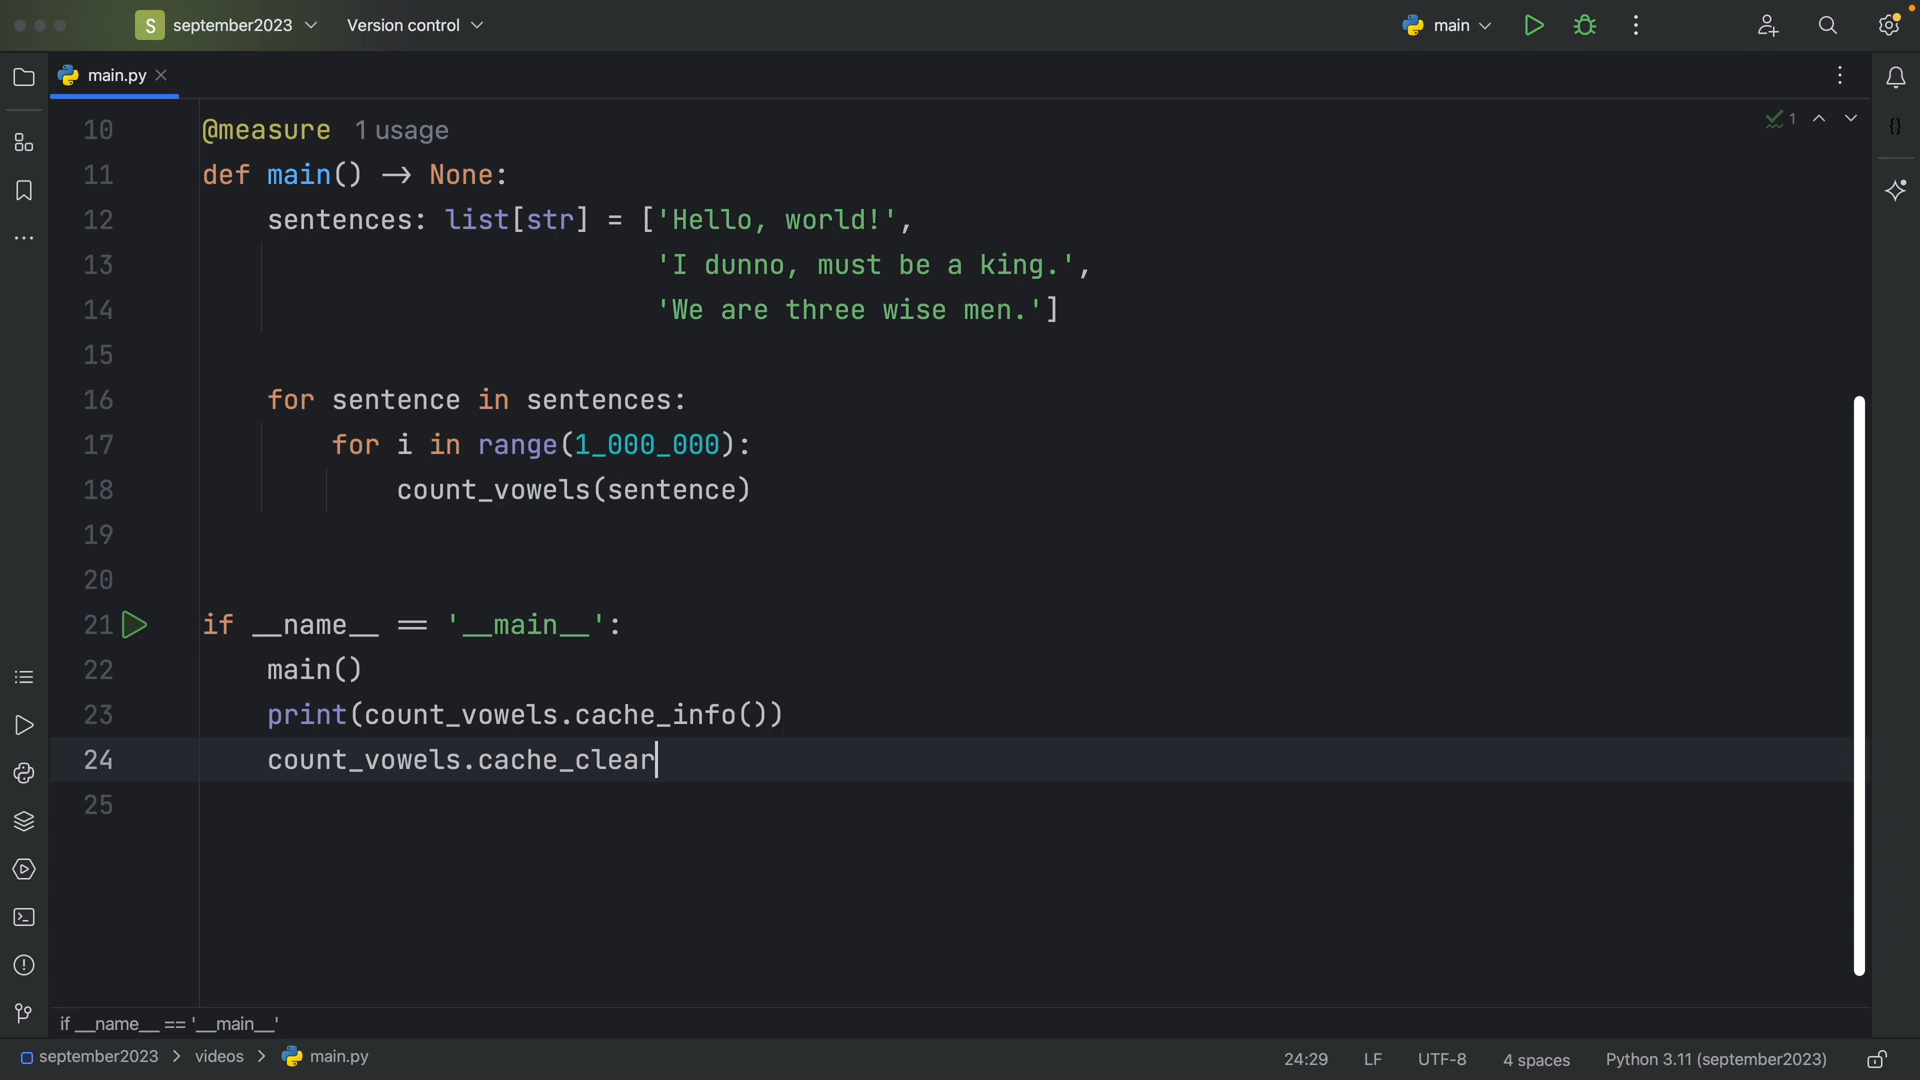 S september2023 Version control main
main.py
10 @measure 1 usage
11 def main() → None:
12 sentences: list[str] = ['Hello, world!',
13 'I dunno, must be a king.',
14 'We are three wise men.']
15
16 for sentence in sentences:
17 for i in range(1_000_000):
18 count_vowels(sentence)
19
20
21 if __name__ == '__main__':
22 main()
23 print(count_vowels.cache_info())
24 count_vowels.cache_clear
25
1
{}
if __name__ == '__main__'
september2023 > videos > main.py 24:29 LF UTF-8 4 spaces Python 3.11 (september2023)